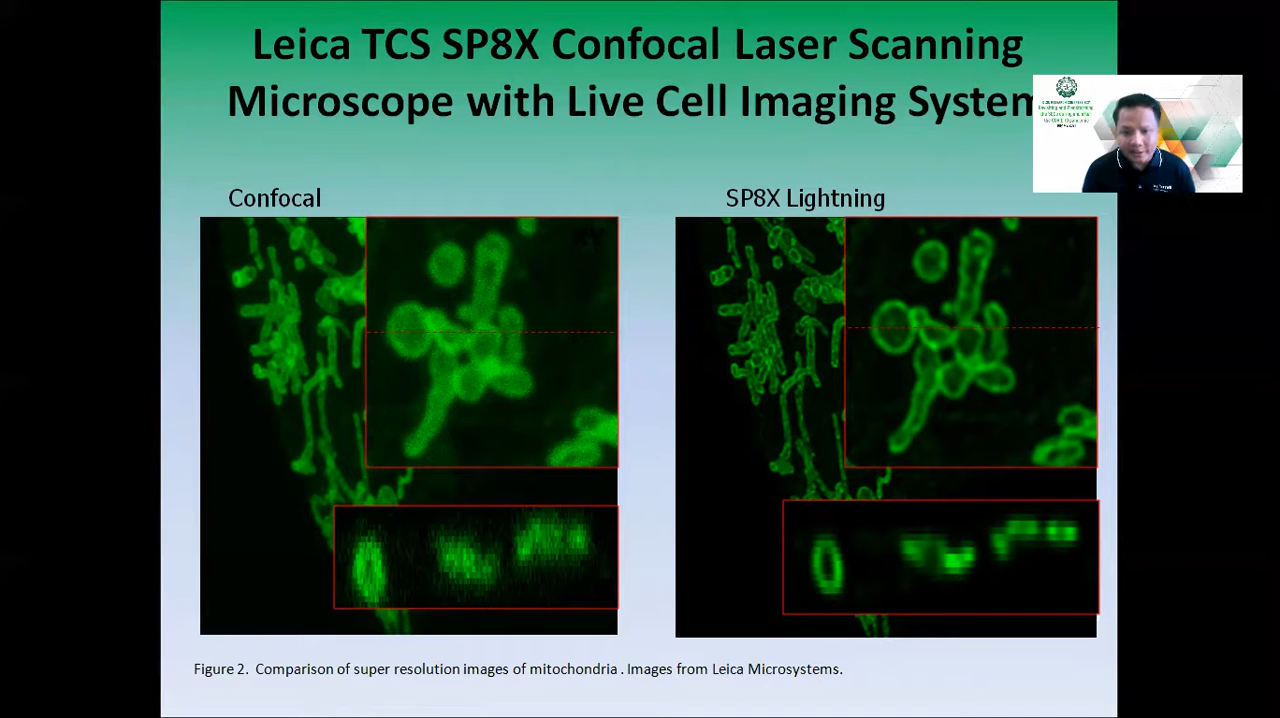 Leica TCS SP8X Confocal Laser Scanning
Microscope with Live Cell Imaging System
Confocal
SP8X Lightning
Figure 2. Comparison of super resolution images of mitochondria . Images from Leica Microsystems.